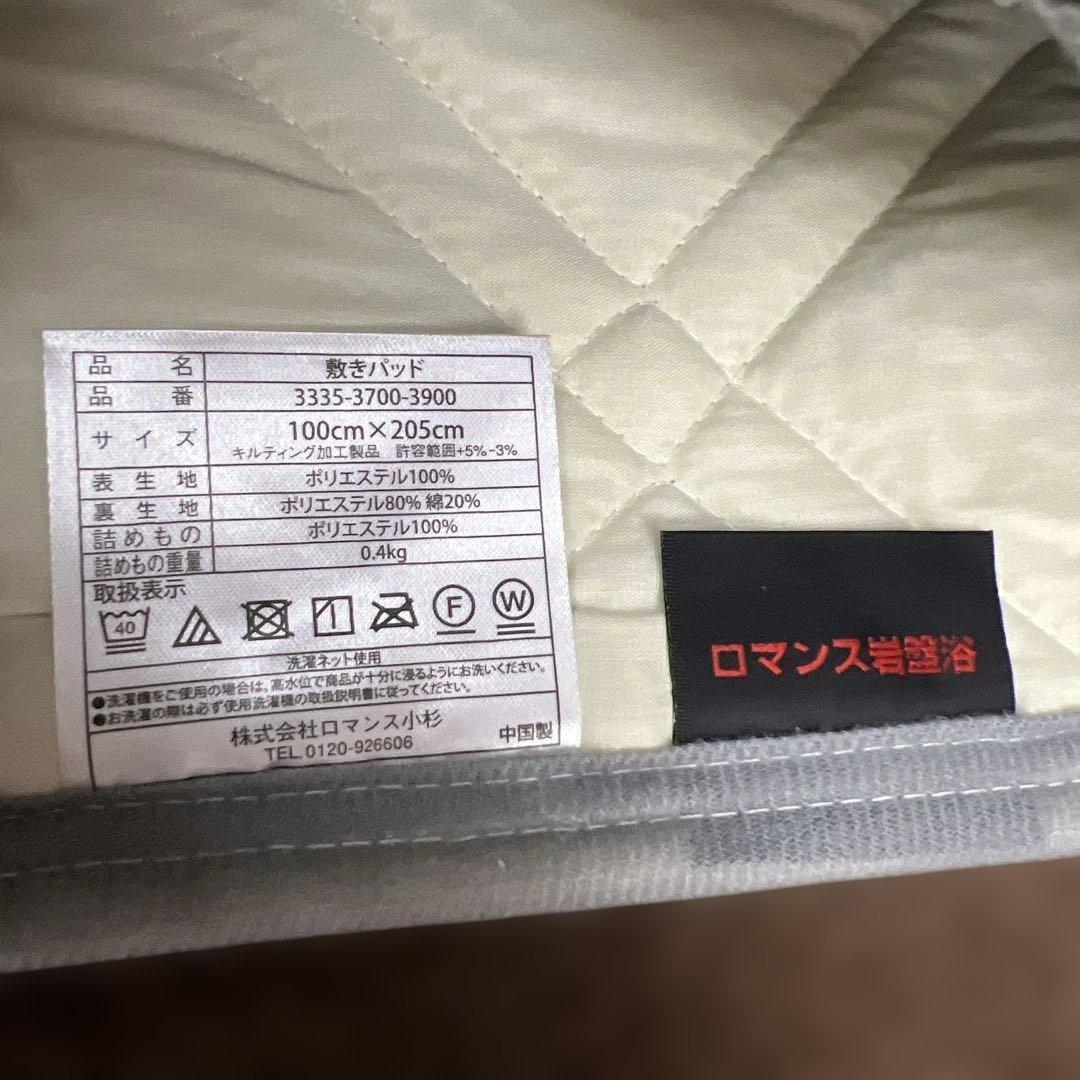 品名 敷きパッド
品番 3335-3700-3900
サイズ 100cm×205cm
キルティング加工製品 許容範囲+5%-3%
表生地 ポリエステル100%
裏生地 ポリエステル80% 綿20%
詰めもの ポリエステル100%
詰めもの重量 0.4kg
取扱表示
40 1 F W
洗濯ネット使用
●洗濯機をご使用の場合は、高水位で商品が十分に浸るようにお洗いください。
●お洗濯の際は必ず使用洗濯機の取扱説明書に従ってください。
株式会社ロマンス小杉
TEL.0120-926606 中国製
ロマンス岩盤浴